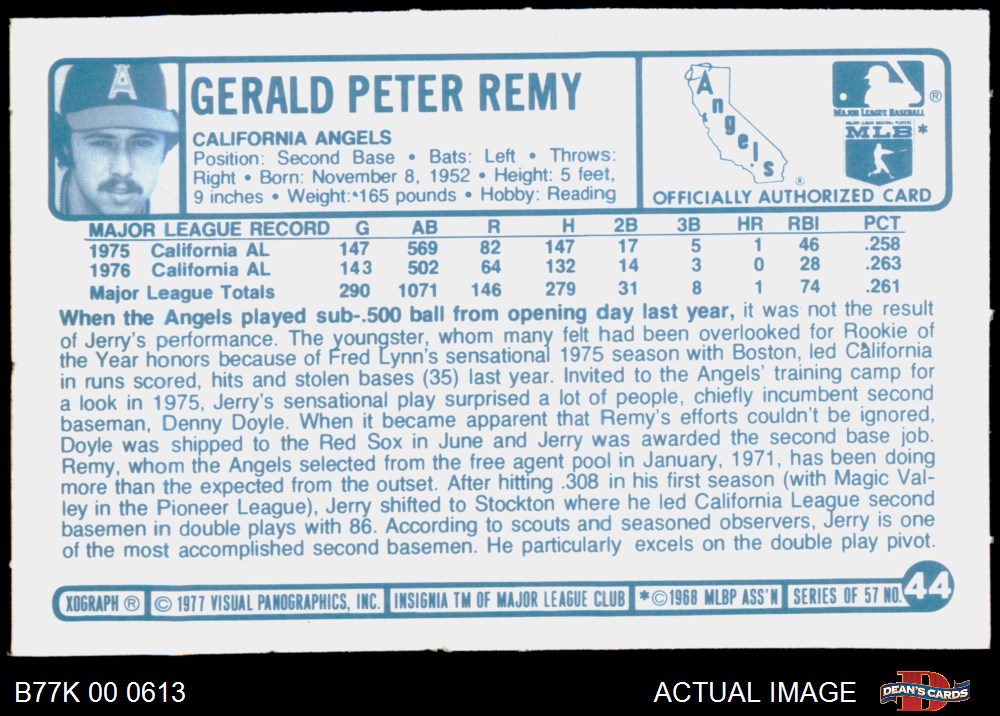 A
GERALD PETER REMY
CALIFORNIA ANGELS
Position: Second Base • Bats: Left • Throws:
Right • Born: November 8, 1952 • Height: 5 feet,
9 inches • Weight: 165 pounds • Hobby: Reading
Angels
®
MAJOR LEAGUE BASEBALL
®
MAJOR LEAGUE BASEBALL PLAYERS
MLB*
OFFICIALLY AUTHORIZED CARD
MAJOR LEAGUE RECORD G AB R H 2B 3B HR RBI PCT
1975 California AL 147 569 82 147 17 5 1 46 .258
1976 California AL 143 502 64 132 14 3 0 28 .263
Major League Totals 290 1071 146 279 31 8 1 74 .261
When the Angels played sub-.500 ball from opening day last year, it was not the result
of Jerry's performance. The youngster, whom many felt had been overlooked for Rookie of
the Year honors because of Fred Lynn's sensational 1975 season with Boston, led California
in runs scored, hits and stolen bases (35) last year. Invited to the Angels' training camp for
a look in 1975, Jerry's sensational play surprised a lot of people, chiefly incumbent second
baseman, Denny Doyle. When it became apparent that Remy's efforts couldn't be ignored,
Doyle was shipped to the Red Sox in June and Jerry was awarded the second base job.
Remy, whom the Angels selected from the free agent pool in January, 1971, has been doing
more than the expected from the outset. After hitting .308 in his first season (with Magic Val-
ley in the Pioneer League), Jerry shifted to Stockton where he led California League second
basemen in double plays with 86. According to scouts and seasoned observers, Jerry is one
of the most accomplished second basemen. He particularly excels on the double play pivot.
XOGRAPH ® © 1977 VISUAL PANOGRAPHICS, INC. INSIGNIA TM OF MAJOR LEAGUE CLUB *©1968 MLBP ASS'N SERIES OF 57 NO. 44
B77K 00 0613 ACTUAL IMAGE D DEAN'S CARDS